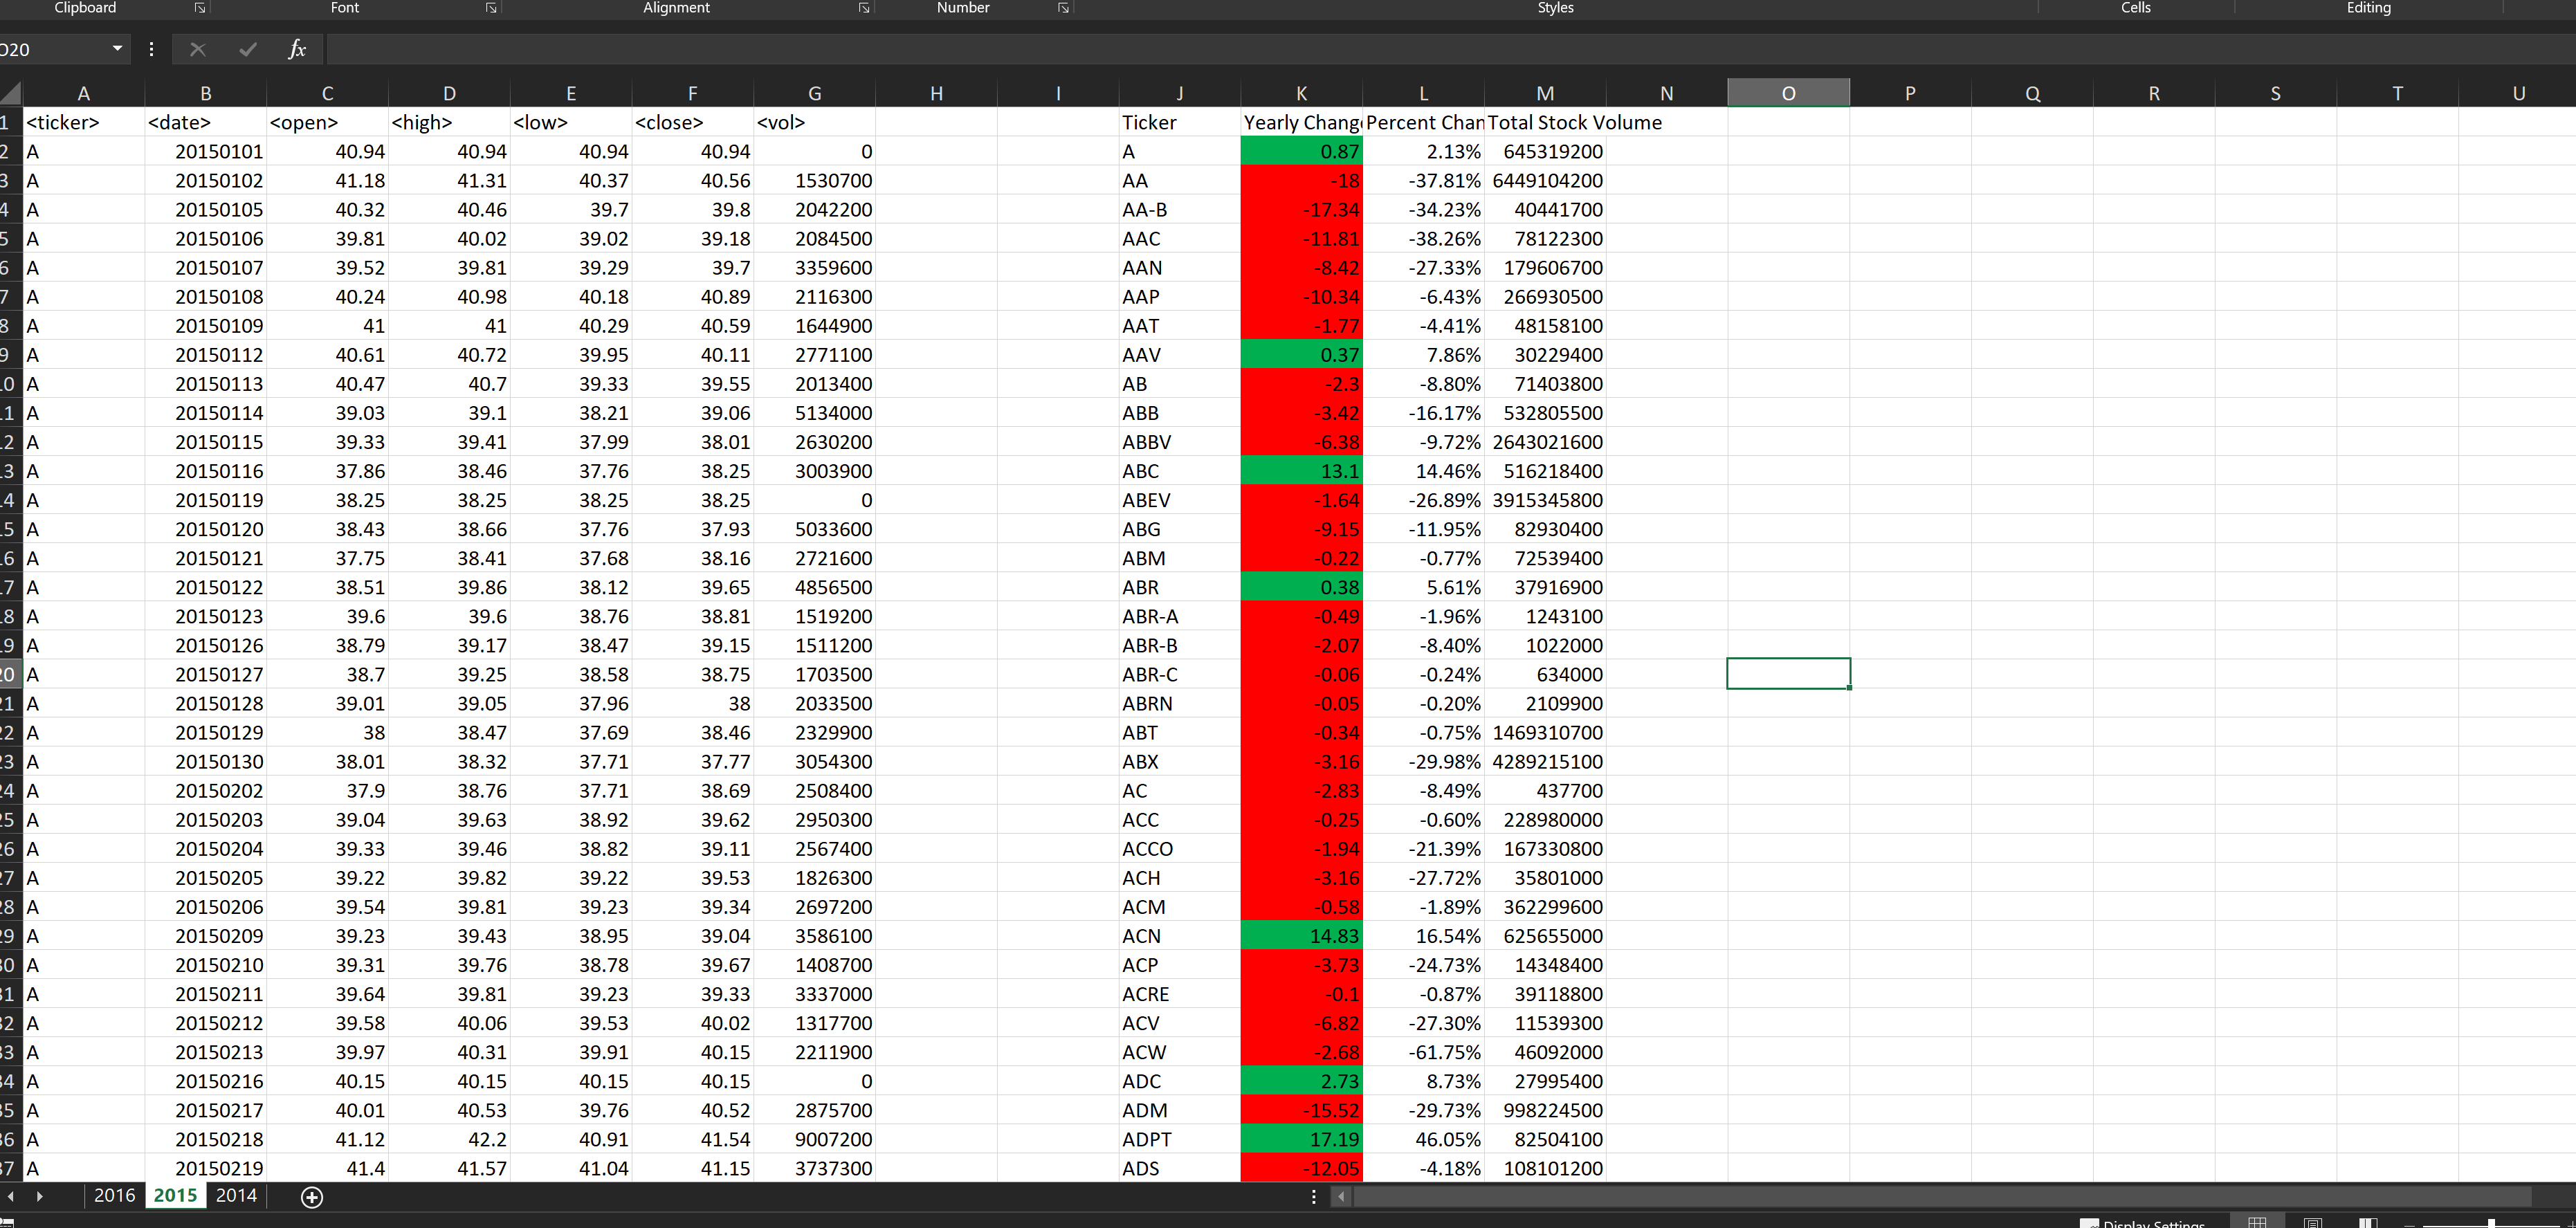 Clipboard Font Alignment Number Styles Cells Editing
O20 fx
A B C D E F G H I J K L M N O P Q R S T U
1 <ticker> <date> <open> <high> <low> <close> <vol> Ticker Yearly Chang Percent Chan Total Stock Volume
2 A 20150101 40.94 40.94 40.94 40.94 0 A 0.87 2.13% 645319200
3 A 20150102 41.18 41.31 40.37 40.56 1530700 AA -18 -37.81% 6449104200
4 A 20150105 40.32 40.46 39.7 39.8 2042200 AA-B -17.34 -34.23% 40441700
5 A 20150106 39.81 40.02 39.02 39.18 2084500 AAC -11.81 -38.26% 78122300
6 A 20150107 39.52 39.81 39.29 39.7 3359600 AAN -8.42 -27.33% 179606700
7 A 20150108 40.24 40.98 40.18 40.89 2116300 AAP -10.34 -6.43% 266930500
8 A 20150109 41 41 40.29 40.59 1644900 AAT -1.77 -4.41% 48158100
9 A 20150112 40.61 40.72 39.95 40.11 2771100 AAV 0.37 7.86% 30229400
10 A 20150113 40.47 40.7 39.33 39.55 2013400 AB -2.3 -8.80% 71403800
11 A 20150114 39.03 39.1 38.21 39.06 5134000 ABB -3.42 -16.17% 532805500
12 A 20150115 39.33 39.41 37.99 38.01 2630200 ABBV -6.38 -9.72% 2643021600
13 A 20150116 37.86 38.46 37.76 38.25 3003900 ABC 13.1 14.46% 516218400
14 A 20150119 38.25 38.25 38.25 38.25 0 ABEV -1.64 -26.89% 3915345800
15 A 20150120 38.43 38.66 37.76 37.93 5033600 ABG -9.15 -11.95% 82930400
16 A 20150121 37.75 38.41 37.68 38.16 2721600 ABM -0.22 -0.77% 72539400
17 A 20150122 38.51 39.86 38.12 39.65 4856500 ABR 0.38 5.61% 37916900
18 A 20150123 39.6 39.6 38.76 38.81 1519200 ABR-A -0.49 -1.96% 1243100
19 A 20150126 38.79 39.17 38.47 39.15 1511200 ABR-B -2.07 -8.40% 1022000
20 A 20150127 38.7 39.25 38.58 38.75 1703500 ABR-C -0.06 -0.24% 634000
21 A 20150128 39.01 39.05 37.96 38 2033500 ABRN -0.05 -0.20% 2109900
22 A 20150129 38 38.47 37.69 38.46 2329900 ABT -0.34 -0.75% 1469310700
23 A 20150130 38.01 38.32 37.71 37.77 3054300 ABX -3.16 -29.98% 4289215100
24 A 20150202 37.9 38.76 37.71 38.69 2508400 AC -2.83 -8.49% 437700
25 A 20150203 39.04 39.63 38.92 39.62 2950300 ACC -0.25 -0.60% 228980000
26 A 20150204 39.33 39.46 38.82 39.11 2567400 ACCO -1.94 -21.39% 167330800
27 A 20150205 39.22 39.82 39.22 39.53 1826300 ACH -3.16 -27.72% 35801000
28 A 20150206 39.54 39.81 39.23 39.34 2697200 ACM -0.58 -1.89% 362299600
29 A 20150209 39.23 39.43 38.95 39.04 3586100 ACN 14.83 16.54% 625655000
30 A 20150210 39.31 39.76 38.78 39.67 1408700 ACP -3.73 -24.73% 14348400
31 A 20150211 39.64 39.81 39.23 39.33 3337000 ACRE -0.1 -0.87% 39118800
32 A 20150212 39.58 40.06 39.53 40.02 1317700 ACV -6.82 -27.30% 11539300
33 A 20150213 39.97 40.31 39.91 40.15 2211900 ACW -2.68 -61.75% 46092000
34 A 20150216 40.15 40.15 40.15 40.15 0 ADC 2.73 8.73% 27995400
35 A 20150217 40.01 40.53 39.76 40.52 2875700 ADM -15.52 -29.73% 998224500
36 A 20150218 41.12 42.2 40.91 41.54 9007200 ADPT 17.19 46.05% 82504100
37 A 20150219 41.4 41.57 41.04 41.15 3737300 ADS -12.05 -4.18% 108101200
2016 2015 2014
Display Settings